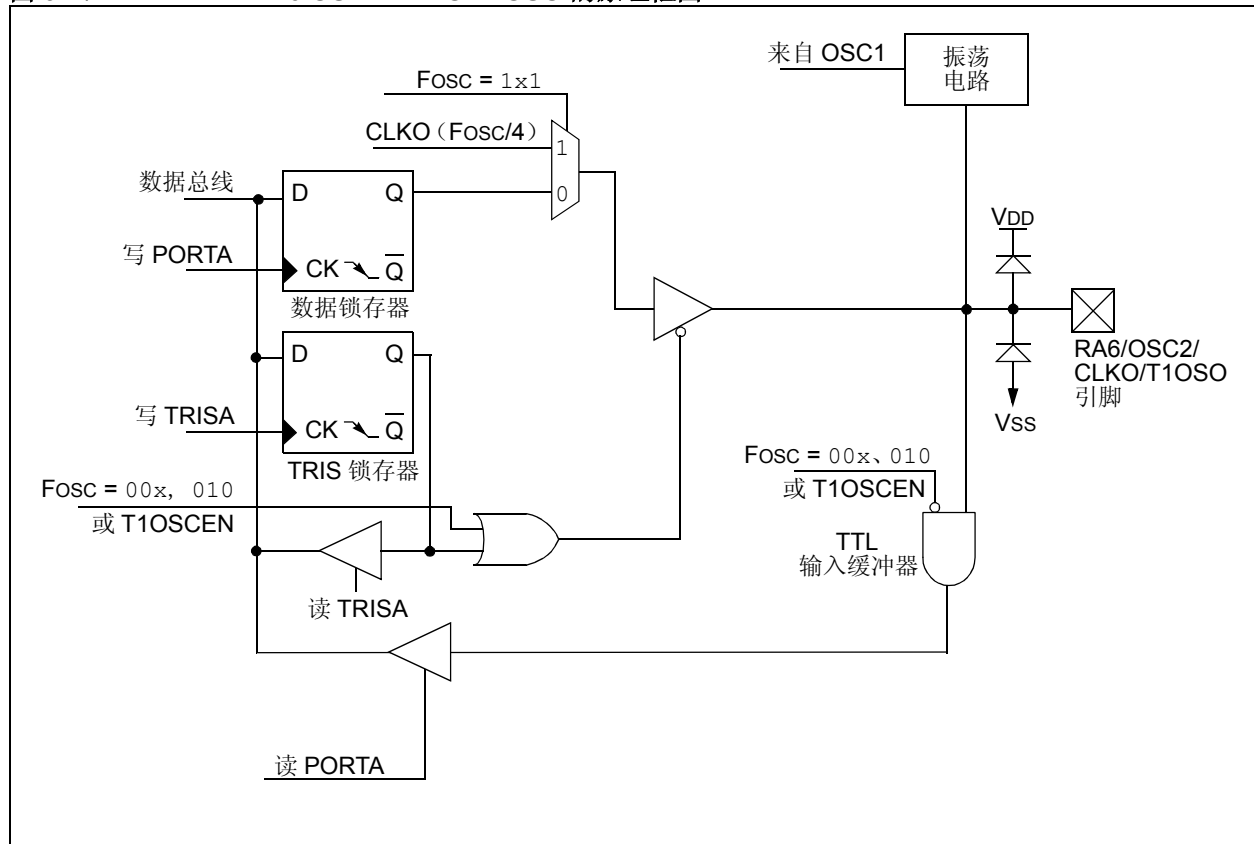 来自 OSC1
振荡
电路
FOSC = 1x1
CLKO（FOSC/4）
1
0
数据总线
D
Q
写 PORTA
CK
Q
数据锁存器
VDD
D
Q
RA6/OSC2/
CLKO/T1OSO
引脚
写 TRISA
CK
Q
VSS
TRIS 锁存器
FOSC = 00x、010
或 T1OSCEN
FOSC = 00x, 010
或 T1OSCEN
TTL
输入缓冲器
读 TRISA
读 PORTA